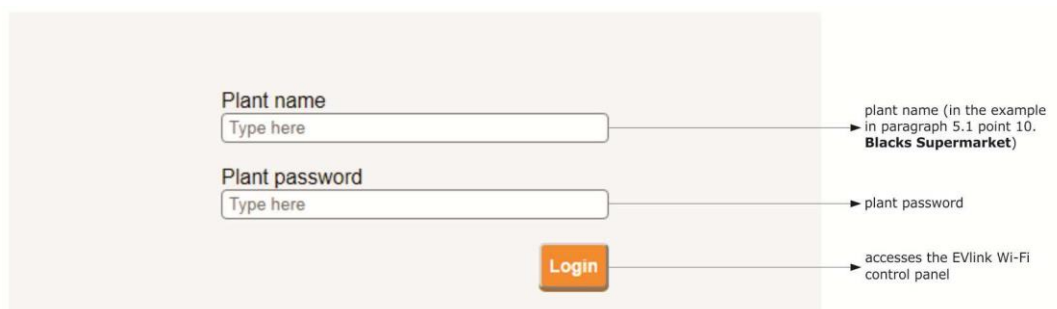 Plant name
Type here
plant name (in the example
in paragraph 5.1 point 10.
Blacks Supermarket)
Plant password
Type here
plant password
Login
accesses the EVlink Wi-Fi
control panel